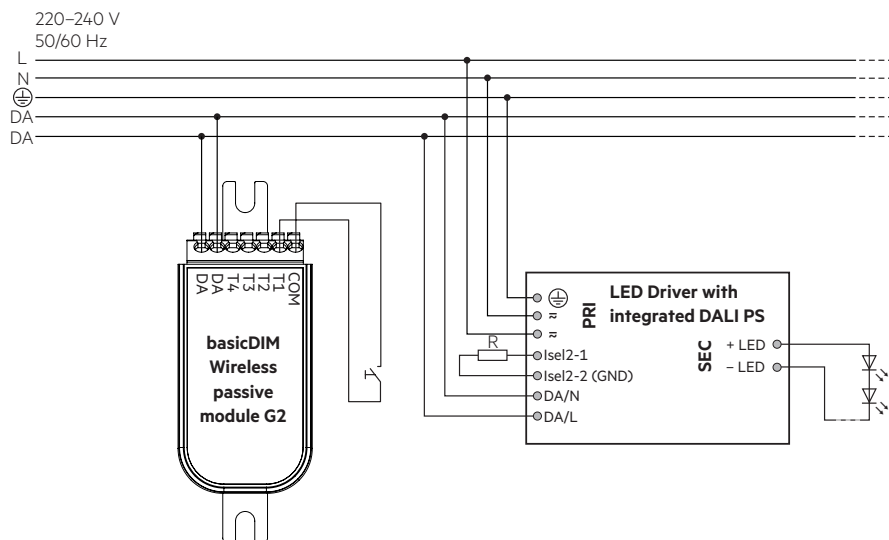 220–240 V
50/60 Hz
L
N
DA
DA
DA
DA
T4
T3
T2
T1
COM
basicDIM
Wireless
passive
module G2
LED Driver with
integrated DALI PS
PRI
R
Isel2-1
Isel2-2 (GND)
DA/N
DA/L
SEC
+ LED
– LED